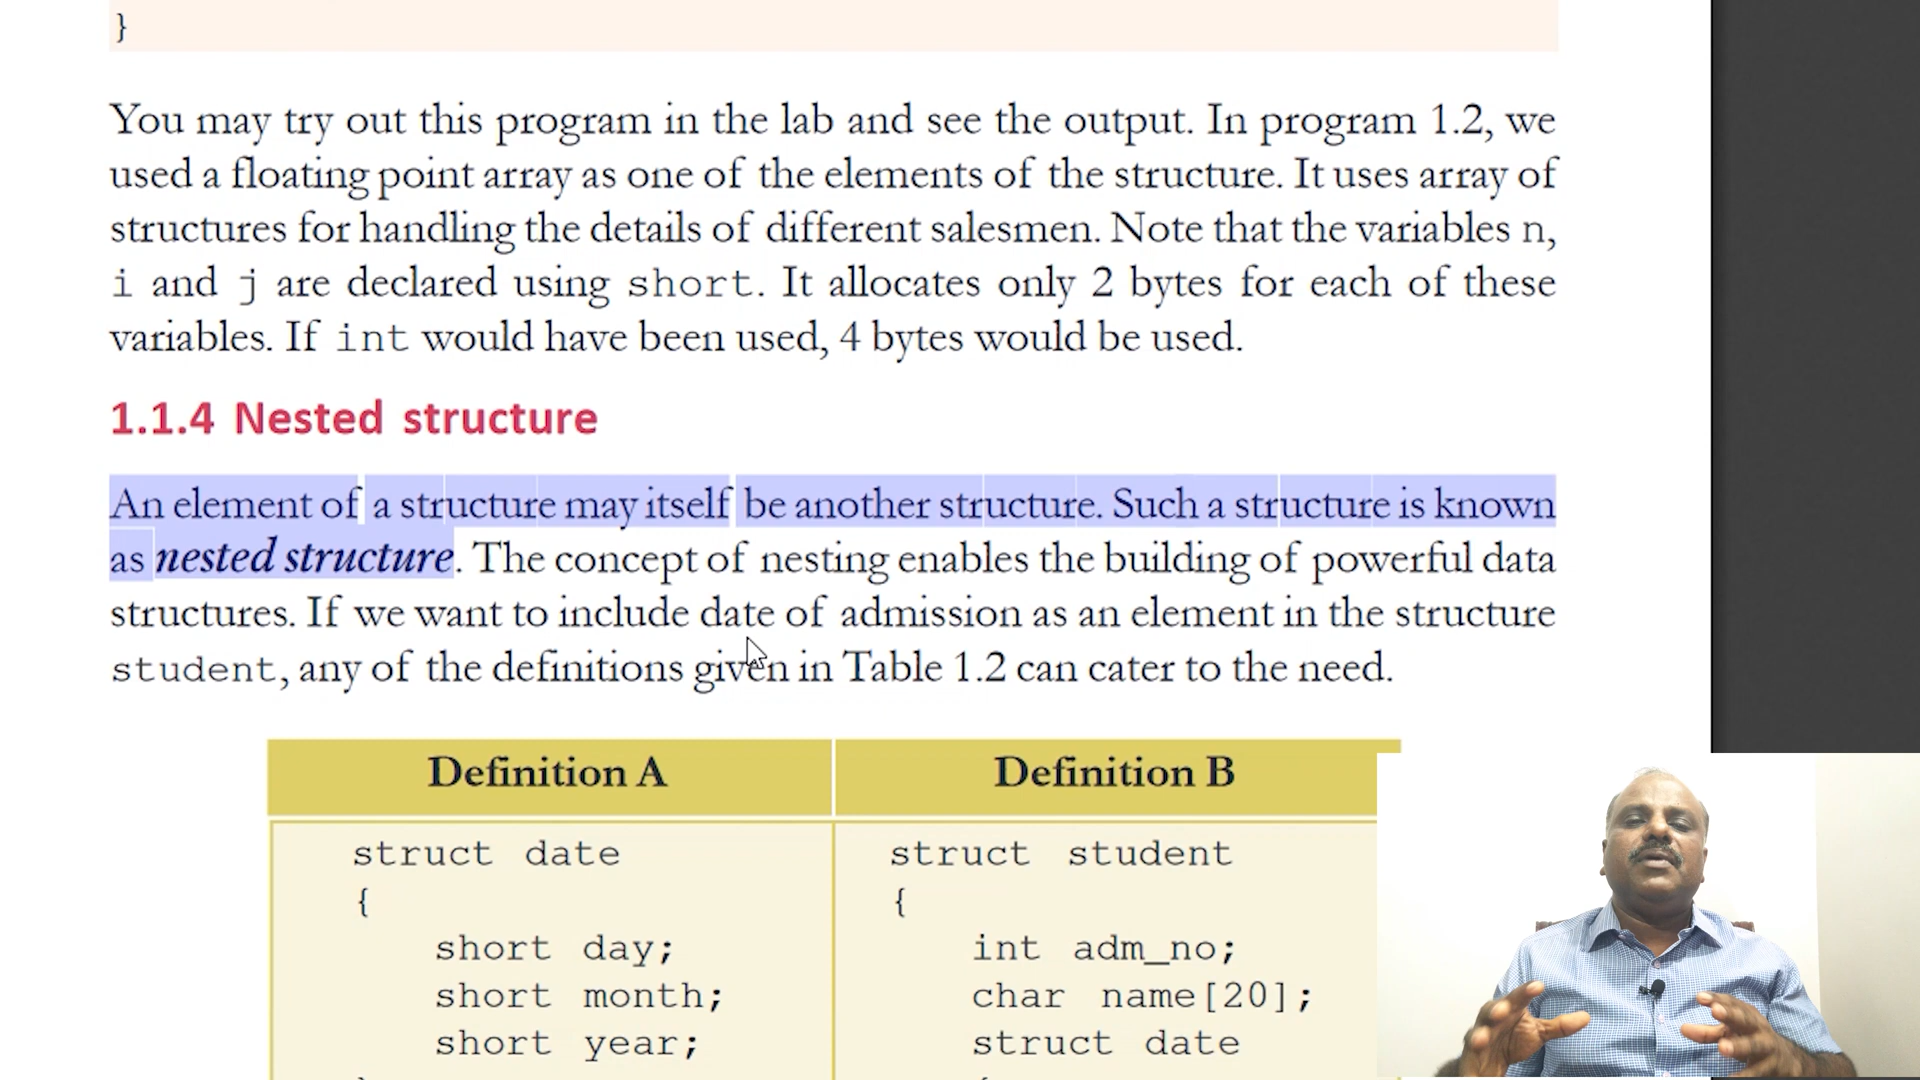 }
You may try out this program in the lab and see the output. In program 1.2, we
used a floating point array as one of the elements of the structure. It uses array of
structures for handling the details of different salesmen. Note that the variables n,
i and j are declared using short. It allocates only 2 bytes for each of these
variables. If int would have been used, 4 bytes would be used.
1.1.4 Nested structure
An element of a structure may itself be another structure. Such a structure is known
as nested structure. The concept of nesting enables the building of powerful data
structures. If we want to include date of admission as an element in the structure
student, any of the definitions given in Table 1.2 can cater to the need.
Definition A
struct date
{
short day;
short month;
short year;
Definition B
struct student
{
int adm_no;
char name[20];
struct date